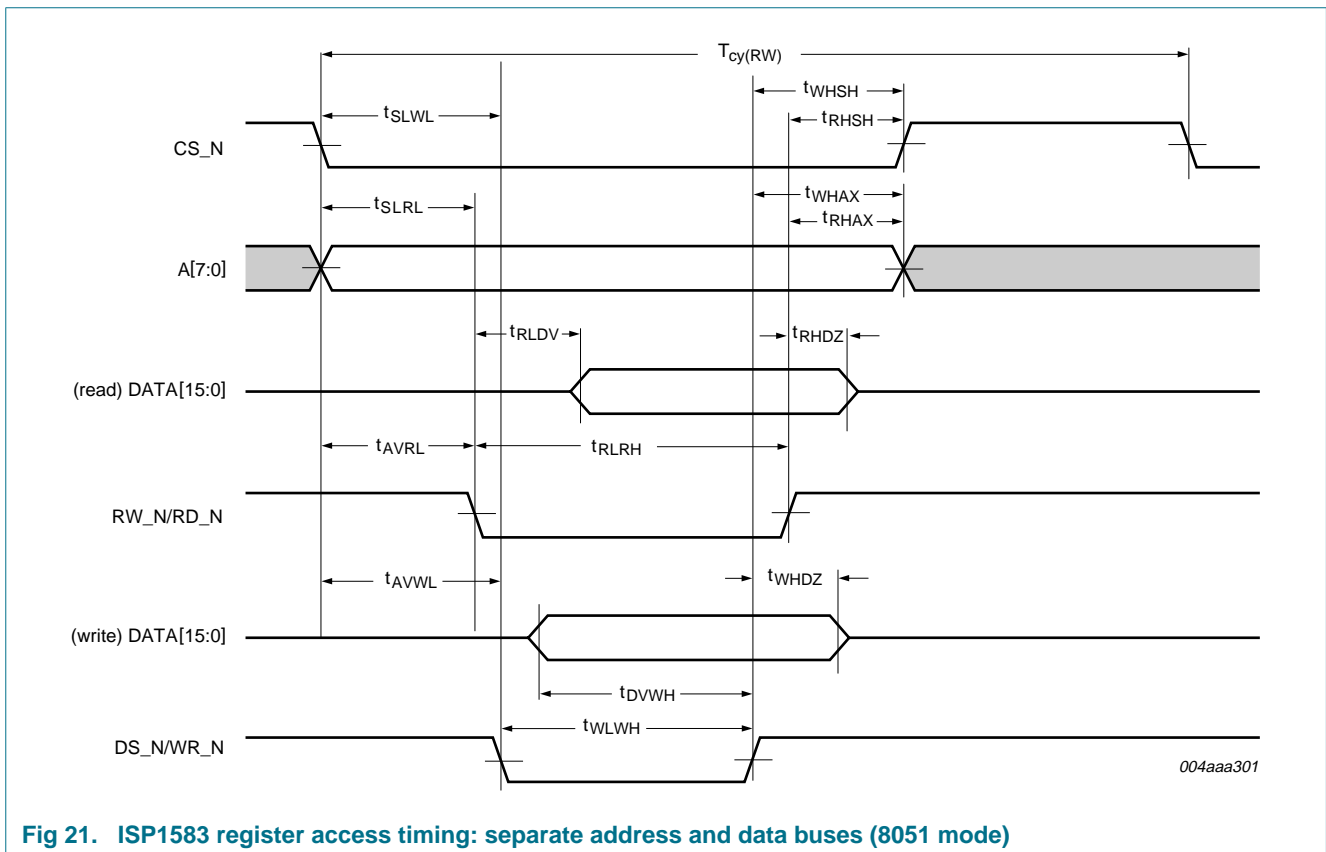 Tcy(RW)
tWHSH
tSLWL
tRHSH
CS_N
tWHAX
tSLRL
tRHAX
A[7:0]
tRLDV
tRHDZ
(read) DATA[15:0]
tAVRL
tRLRH
RW_N/RD_N
tAVWL
tWHDZ
(write) DATA[15:0]
tDVWH
tWLWH
DS_N/WR_N
004aaa301
Fig 21. ISP1583 register access timing: separate address and data buses (8051 mode)